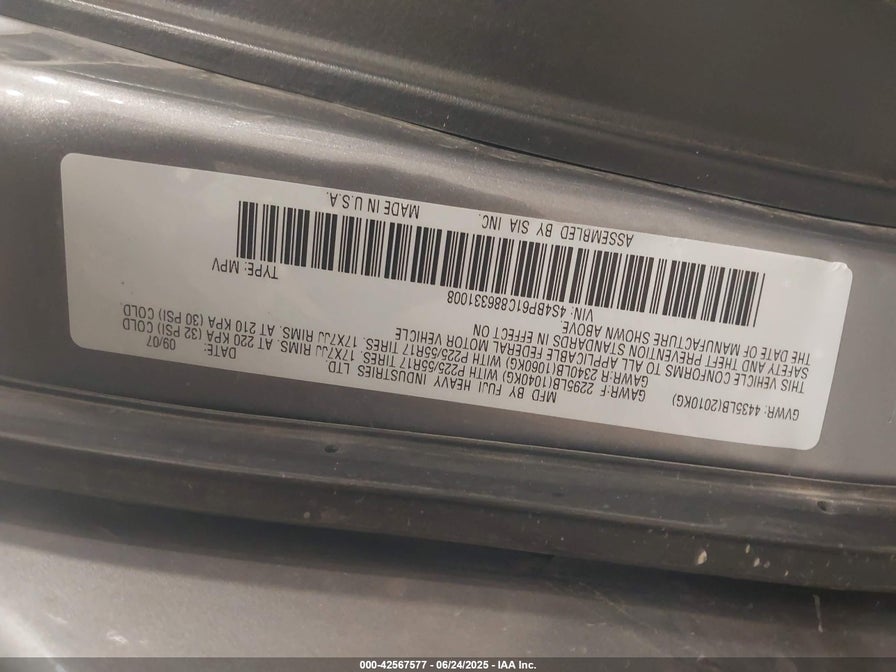 MFD BY FUJI HEAVY INDUSTRIES LTD. DATE: 09/07
GVWR: 4435LB(2010KG)
GAWR:F: 2295LB(1040KG) WITH P225/55R17 TIRES. 17X7JJ RIMS. AT 220 KPA (32 PSI) COLD
GAWR:R 2340LB(1060KG) WITH P225/55R17 TIRES. 17X7JJ RIMS. AT 210 KPA (30 PSI) COLD
THIS VEHICLE CONFORMS TO ALL APPLICABLE FEDERAL MOTOR VEHICLE
SAFETY AND THEFT PREVENTION STANDARDS IN EFFECT ON
THE DATE OF MANUFACTURE SHOWN ABOVE
VIN: 4S4BP61C886331008 TYPE: MPV
ASSEMBLED BY SIA INC. MADE IN U.S.A.
000-42567577 - 06/24/2025 - IAA Inc.